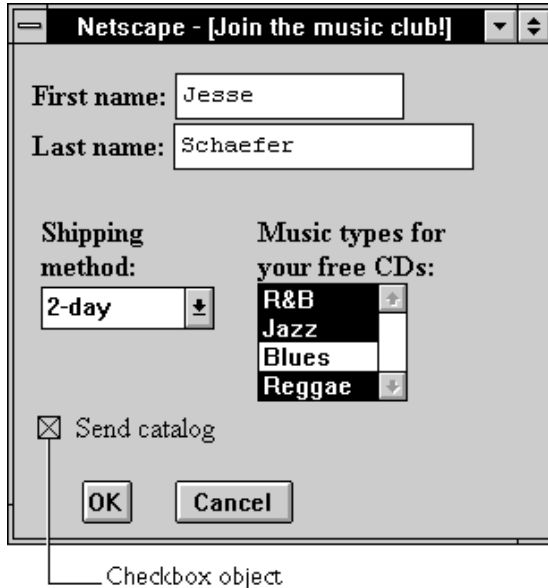 Netscape - [Join the music club!]
First name: Jesse
Last name: Schaefer
Shipping method:
2-day
Music types for your free CDs:
R&B
Jazz
Blues
Reggae
Send catalog
OK Cancel
Checkbox object